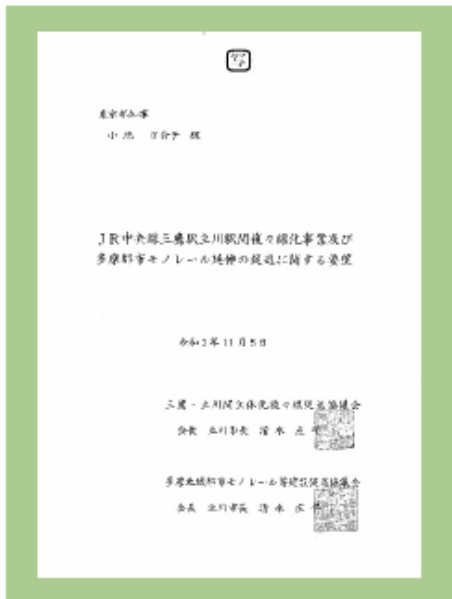 東京都知事
小池 百合子 様
JR中央線三鷹駅立川駅間複々線化事業及び
多摩都市モノレール延伸の促進に関する要望
11月5日
三鷹・立川間立体化複々線促進協議会
会長 立川市長 清水 庄
多摩地域都市モノレール等建設促進協議会
会長 立川市長 清水 庄